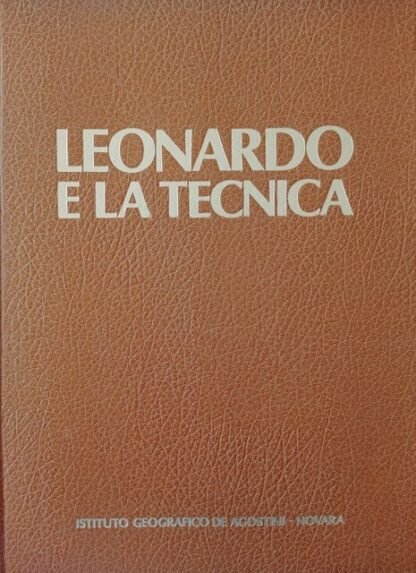 LEONARDO
E LA TECNICA
ISTITUTO GEOGRAFICO DE AGOSTINI - NOVARA